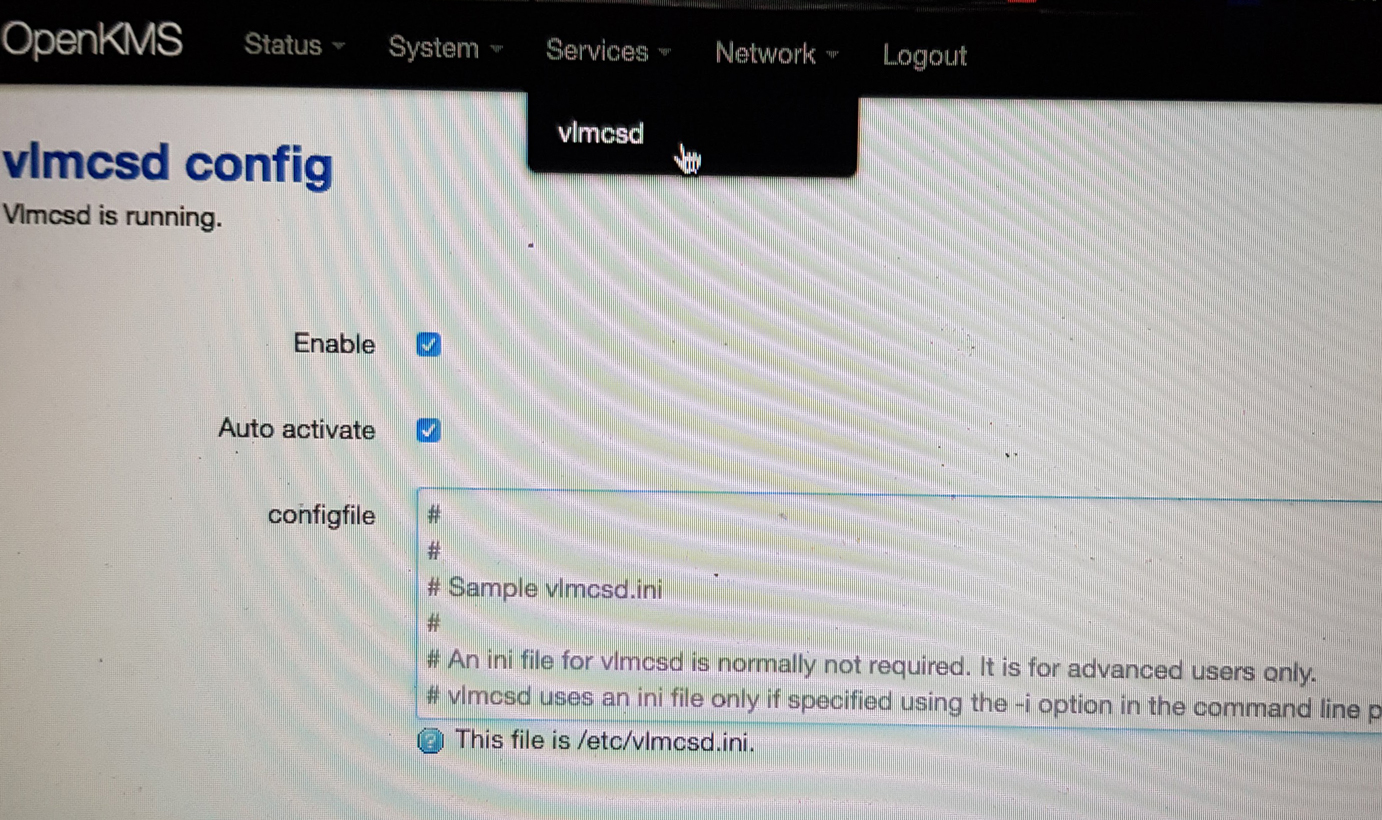 OpenKMS Status System Services Network Logout
vlmcsd
vlmcsd config
Vlmcsd is running.
Enable
Auto activate
configfile
#
#
# Sample vlmcsd.ini
#
# An ini file for vlmcsd is normally not required. It is for advanced users only.
# vlmcsd uses an ini file only if specified using the -i option in the command line p
This file is /etc/vlmcsd.ini.